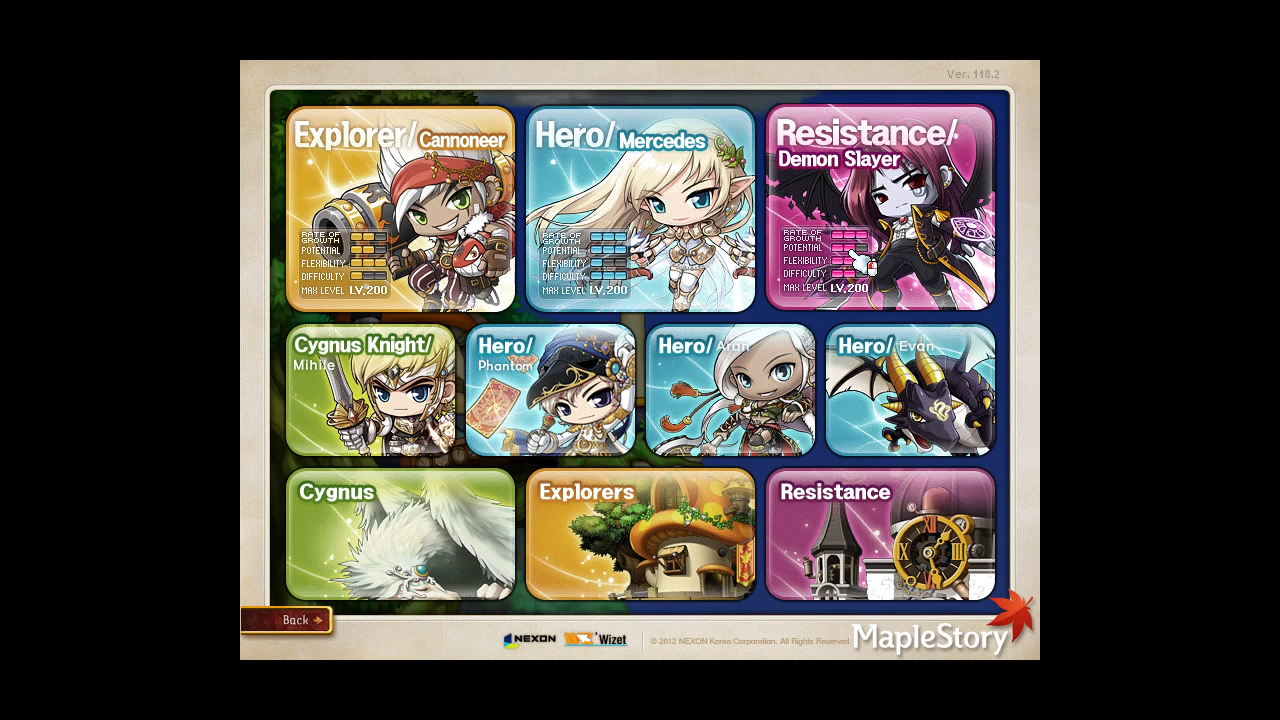 Ver. 118.2
Explorer/ Cannoneer
RATE OF
GROWTH
POTENTIAL
FLEXIBILITY
DIFFICULTY
MAX LEVEL LV.200
Hero/ Mercedes
RATE OF
GROWTH
POTENTIAL
FLEXIBILITY
DIFFICULTY
MAX LEVEL LV.200
Resistance/
Demon Slayer
RATE OF
GROWTH
POTENTIAL
FLEXIBILITY
DIFFICULTY
MAX LEVEL LV.200
Cygnus Knight/
Mihile
Hero/
Phantom
Hero/ Aran
Hero/ Evan
Cygnus
Explorers
Resistance
XII
III
IX
Back
NEXON
Wizet
© 2012 NEXON Korea Corporation. All Rights Reserved.
MapleStory